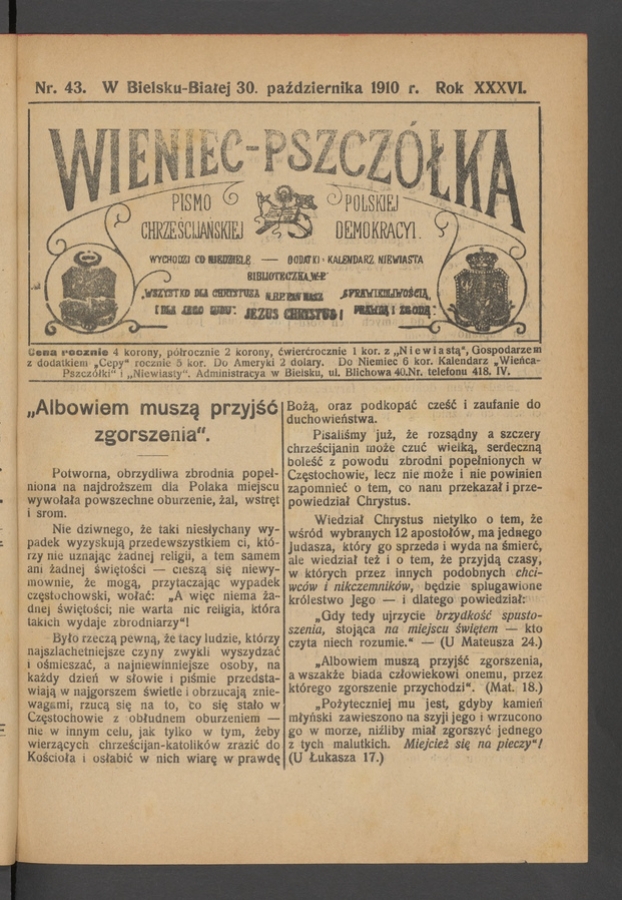 Nr. 43. W Bielsku-Białej 30. października 1910 r. Rok XXXVI.
WIENIEC-PSZCZÓŁKA
PISMO POLSKIEJ
CHRZEŚCIJAŃSKIEJ DEMOKRACYI.
WYCHODZI CO NIEDZIELĘ — DODATKI · KALENDARZ NIEWIASTA
BIBLIOTECZKA W-P
„WSZYSTKO DLA CHRYSTUSA SPRAWIEDLIWOŚCIĄ,
I DLA JEGO LUDU". JEZUS CHRYSTUS! PRAWDĄ I ZGODĄ:
Cena rocznie 4 korony, półrocznie 2 korony, ćwierćrocznie 1 kor. z „Niewiastą", Gospodarzem
z dodatkiem „Cepy" rocznie 5 kor. Do Ameryki 2 dolary. Do Niemiec 6 kor. Kalendarz „Wieńca-
Pszczółki" i „Niewiasty". Administracya w Bielsku, ul. Blichowa 40. Nr. telefonu 418. IV.
„Albowiem muszą przyjść
zgorszenia".
Potworna, obrzydliwa zbrodnia popeł-
niona na najdroższem dla Polaka miejscu
wywołała powszechne oburzenie, żal, wstręt
i srom.
Nie dziwnego, że taki niesłychany wy-
padek wyzyskują przedewszystkiem ci, któ-
rzy nie uznając żadnej religii, a tem samem
ani żadnej świętości — cieszą się niewy-
mownie, że mogą, przytaczając wypadek
częstochowski, wołać: „A więc niema ża-
dnej świętości; nie warta nic religia, która
takich wydaje zbrodniarzy"!
Było rzeczą pewną, że tacy ludzie, którzy
najszlachetniejsze czyny zwykli wyszydzać
i ośmieszać, a najniewinniejsze osoby, na
każdy dzień w słowie i piśmie przedsta-
wiają w najgorszem świetle i obrzucają znie-
wagami, rzucą się na to, co się stało w
Częstochowie z obłudnem oburzeniem —
nie w innym celu, jak tylko w tym, żeby
wierzących chrześcijan-katolików zrazić do
Kościoła i osłabić w nich wiarę w prawdę
Bożą, oraz podkopać cześć i zaufanie do
duchowieństwa.
Pisaliśmy już, że rozsądny a szczery
chrześcijanin może czuć wielką, serdeczną
boleść z powodu zbrodni popełnionych w
Częstochowie, lecz nie może i nie powinien
zapomnieć o tem, co nam przekazał i prze-
powiedział Chrystus.
Wiedział Chrystus nietylko o tem, że
wśród wybranych 12 apostołów, ma jednego
Judasza, który go sprzeda i wyda na śmierć,
ale wiedział też i o tem, że przyjdą czasy,
w których przez innych podobnych chci-
wców i nikczemników, będzie splugawione
królestwo Jego — i dlatego powiedział:
„Gdy tedy ujrzycie brzydkość spusto-
szenia, stojąca na miejscu świętem — kto
czyta niech rozumie." — (U Mateusza 24.)
„Albowiem muszą przyjść zgorszenia,
a wszakże biada człowiekowi onemu, przez
którego zgorszenie przychodzi". (Mat. 18.)
„Pożyteczniej mu jest, gdyby kamień
młyński zawieszono na szyji jego i wrzucono
go w morze, niźliby miał zgorszyć jednego
z tych malutkich. Miejcież się na pieczy"!
(U Łukasza 17.)